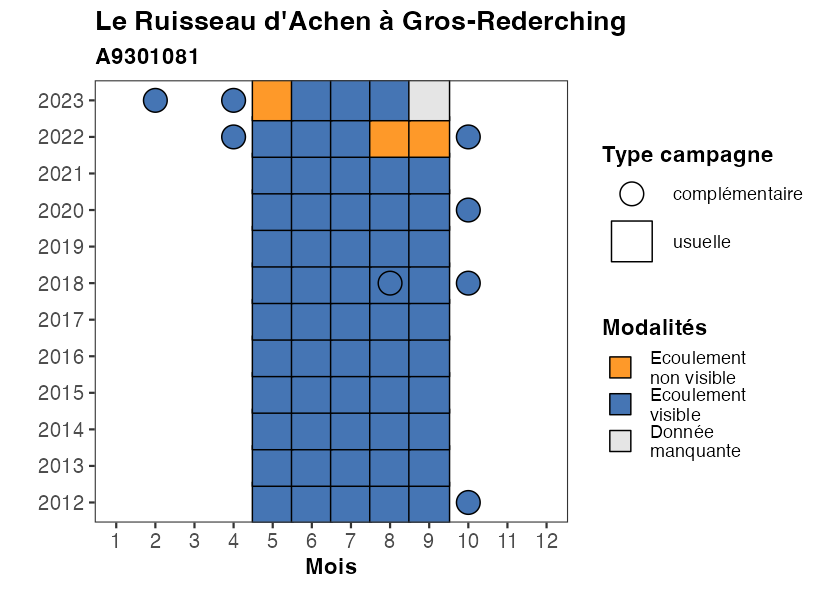 Le Ruisseau d'Achen à Gros-Rederching
A9301081
2023
2022
2021
2020
2019
2018
2017
2016
2015
2014
2013
2012
1 2 3 4 5 6 7 8 9 10 11 12
Mois
Type campagne
complémentaire
usuelle
Modalités
Ecoulement
non visible
Ecoulement
visible
Donnée
manquante